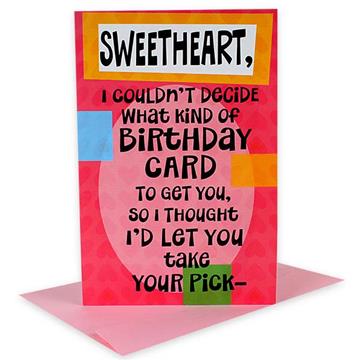 SWEETHEART,
I COULDN'T DECIDE
WHAT KIND OF
BIRTHDAY
CARD
TO GET YOU,
SO I THOUGHT
I'D LET YOU
take
YOUR PICK–